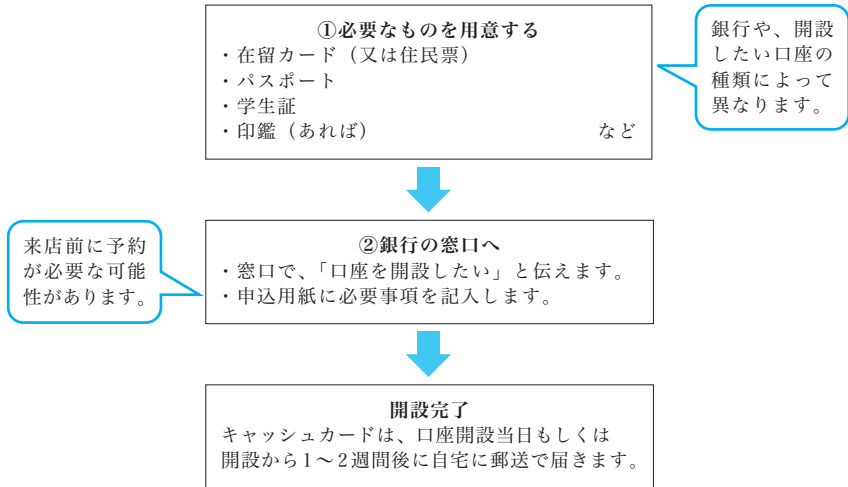 ①必要なものを用意する
・在留カード（又は住民票）
・パスポート
・学生証
・印鑑（あれば） など
銀行や、開設
したい口座の
種類によって
異なります。
②銀行の窓口へ
・窓口で、「口座を開設したい」と伝えます。
・申込用紙に必要事項を記入します。
来店前に予約
が必要な可能
性があります。
開設完了
キャッシュカードは、口座開設当日もしくは
開設から1～2週間後に自宅に郵送で届きます。